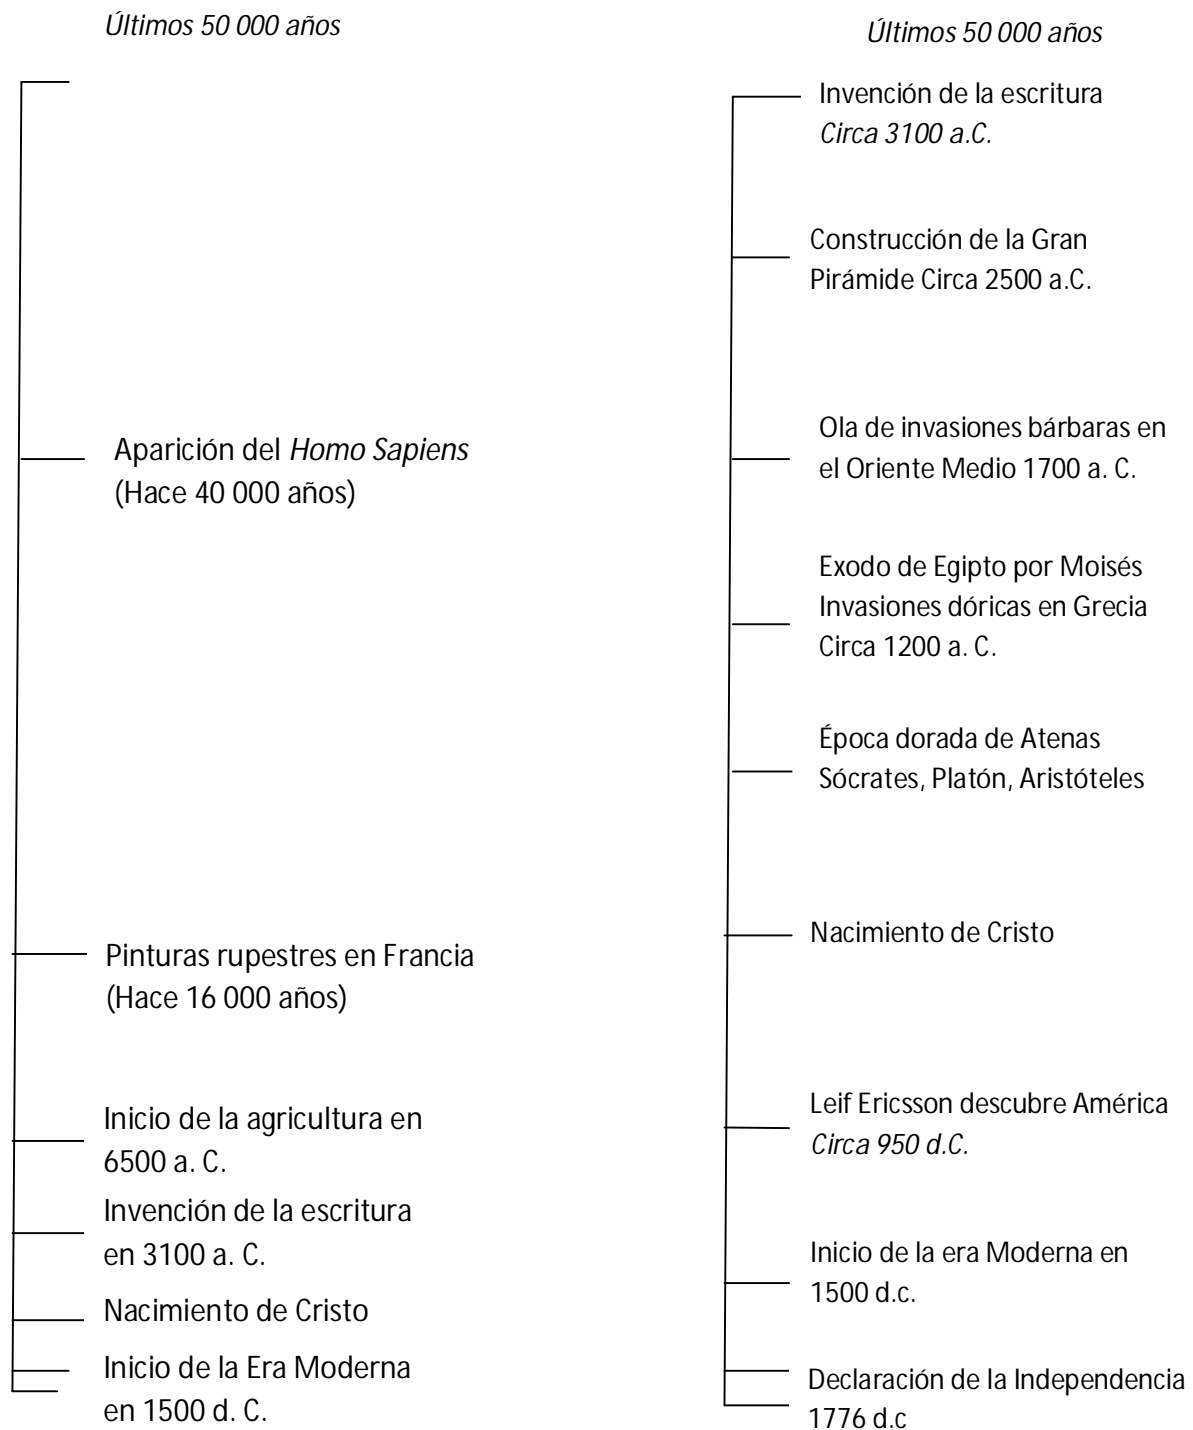 Últimos 50 000 años
Aparición del Homo Sapiens
(Hace 40 000 años)
Pinturas rupestres en Francia
(Hace 16 000 años)
Inicio de la agricultura en
6500 a. C.
Invención de la escritura
en 3100 a. C.
Nacimiento de Cristo
Inicio de la Era Moderna
en 1500 d. C.
Últimos 50 000 años
Invención de la escritura
Circa 3100 a.C.
Construcción de la Gran
Pirámide Circa 2500 a.C.
Ola de invasiones bárbaras en
el Oriente Medio 1700 a. C.
Exodo de Egipto por Moisés
Invasiones dóricas en Grecia
Circa 1200 a. C.
Época dorada de Atenas
Sócrates, Platón, Aristóteles
Nacimiento de Cristo
Leif Ericsson descubre América
Circa 950 d.C.
Inicio de la era Moderna en
1500 d.c.
Declaración de la Independencia
1776 d.c